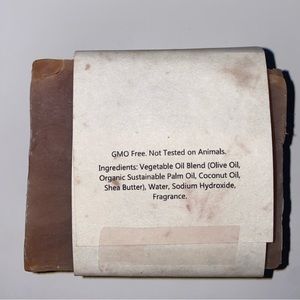 GMO Free. Not Tested on Animals.
Ingredients: Vegetable Oil Blend (Olive Oil,
Organic Sustainable Palm Oil, Coconut Oil,
Shea Butter), Water, Sodium Hydroxide,
Fragrance.